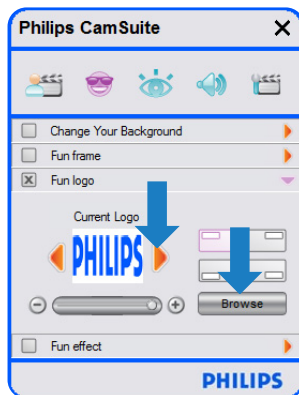 Philips CamSuite
Change Your Background
Fun frame
Fun logo
Current Logo
PHILIPS
Browse
Fun effect
PHILIPS